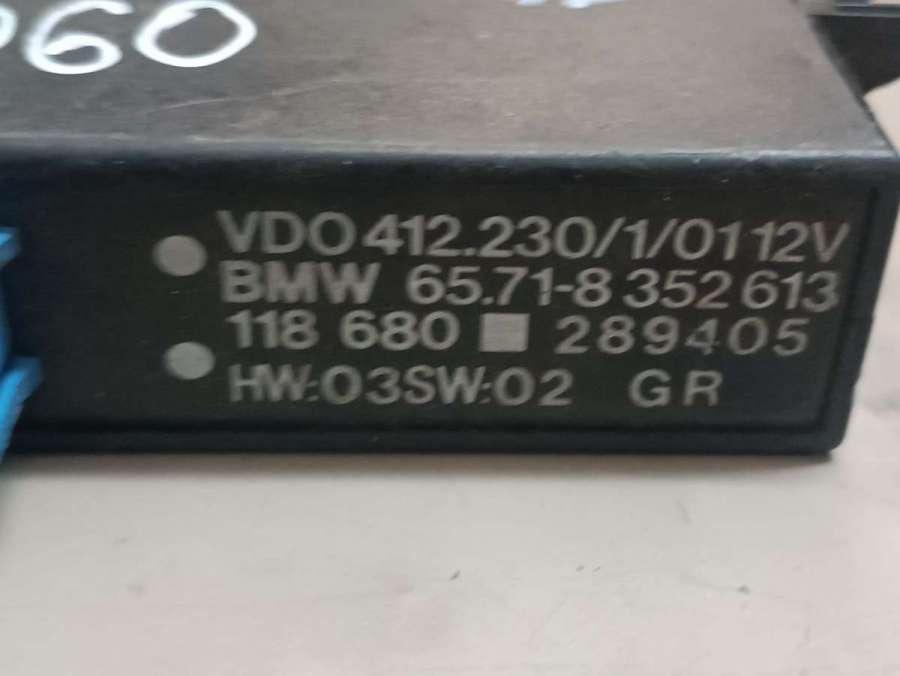 060
VDO 412.230/1/01 12V
BMW 65.71-8 352 613
118 680 289405
HW:03SW:02 GR